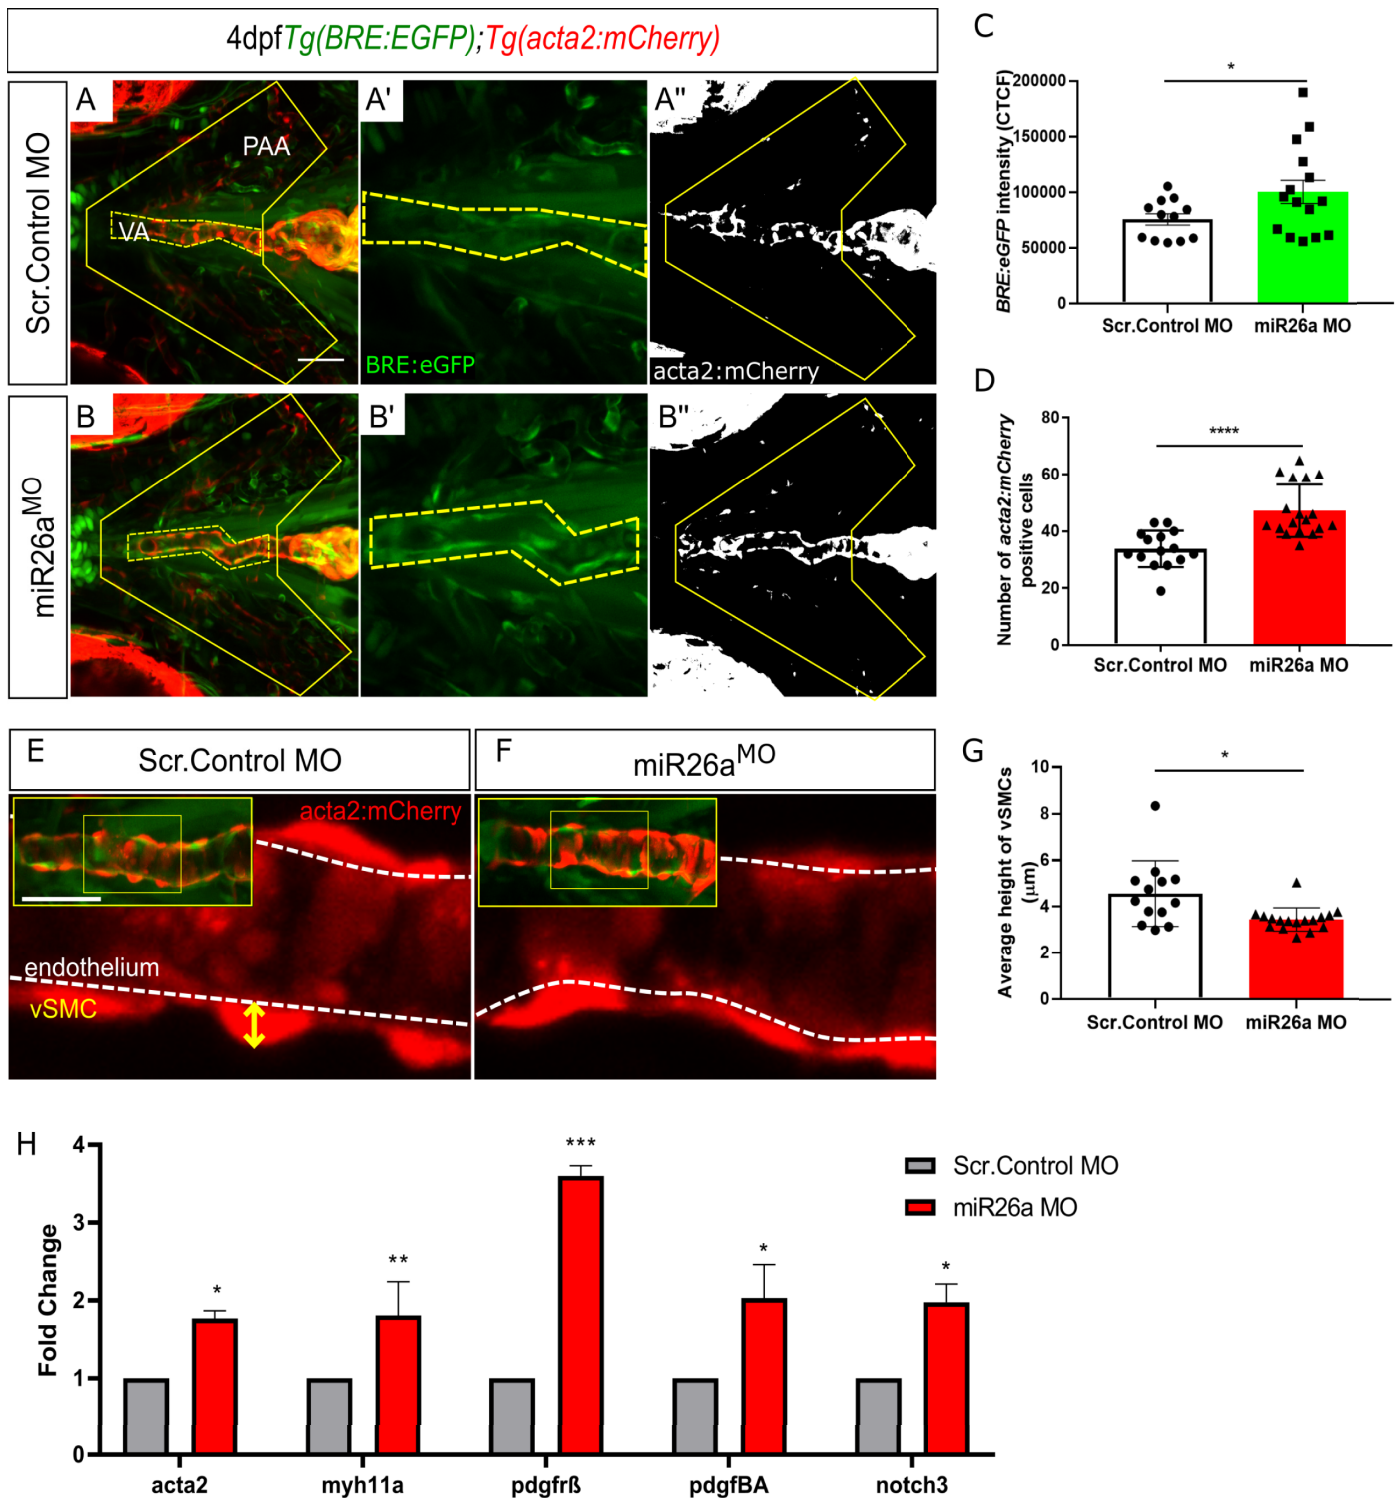 4dpfTg(BRE:EGFP);Tg(acta2:mCherry)
Scr.Control MO
A
PAA
VA
A'
BRE:eGFP
A"
acta2:mCherry
miR26aMO
B
B'
B"
C
BRE:eGFP intensity (CTCF)
200000
150000
100000
50000
0
*
Scr.Control MO
miR26a MO
D
Number of acta2:mCherry
positive cells
80
60
40
20
0
****
Scr.Control MO
miR26a MO
E
Scr.Control MO
acta2:mCherry
endothelium
vSMC
F
miR26aMO
G
Average height of vSMCs
(µm)
10
8
6
4
2
0
*
Scr.Control MO
miR26a MO
H
Fold Change
4
3
2
1
0
*
**
***
*
*
Scr.Control MO
miR26a MO
acta2
myh11a
pdgfrß
pdgfBA
notch3